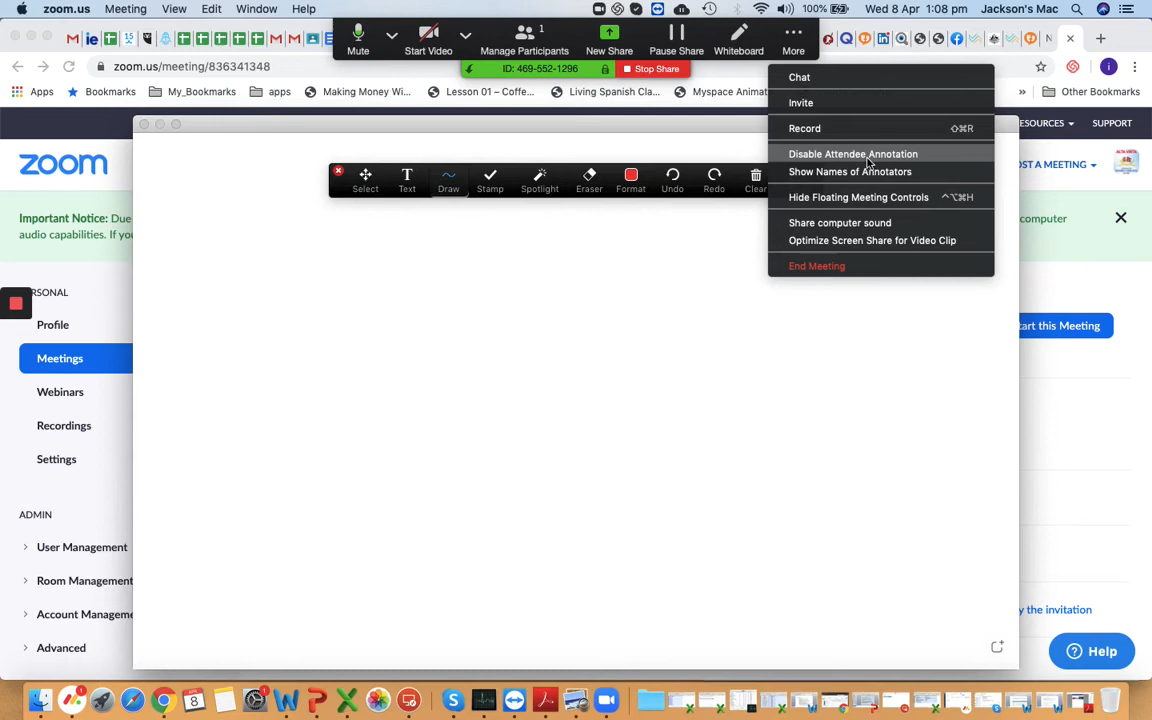 zoom.us Meeting View Edit Window Help 100% Wed 8 Apr 1:08 pm Jackson's Mac
zoom.us/meeting/836341348
Apps Bookmarks My_Bookmarks apps Making Money Wi... Lesson 01 – Coffe... Living Spanish Cla... Myspace Anima Other Bookmarks
Mute Start Video Manage Participants 1 New Share Pause Share Whiteboard More
ID: 469-552-1296 Stop Share
Chat
Invite
Record ⇧⌘R
Disable Attendee Annotation
Show Names of Annotators
Hide Floating Meeting Controls ^⌥⌘H
Share computer sound
Optimize Screen Share for Video Clip
End Meeting
ESOURCES SUPPORT
zoom OST A MEETING
Select Text Draw Stamp Spotlight Eraser Format Undo Redo Clear
Important Notice: Due computer
audio capabilities. If you
RSONAL
Profile
Meetings
Webinars
Recordings
Settings
tart this Meeting
ADMIN
User Management
Room Management
Account Manageme
Advanced
y the invitation
Help